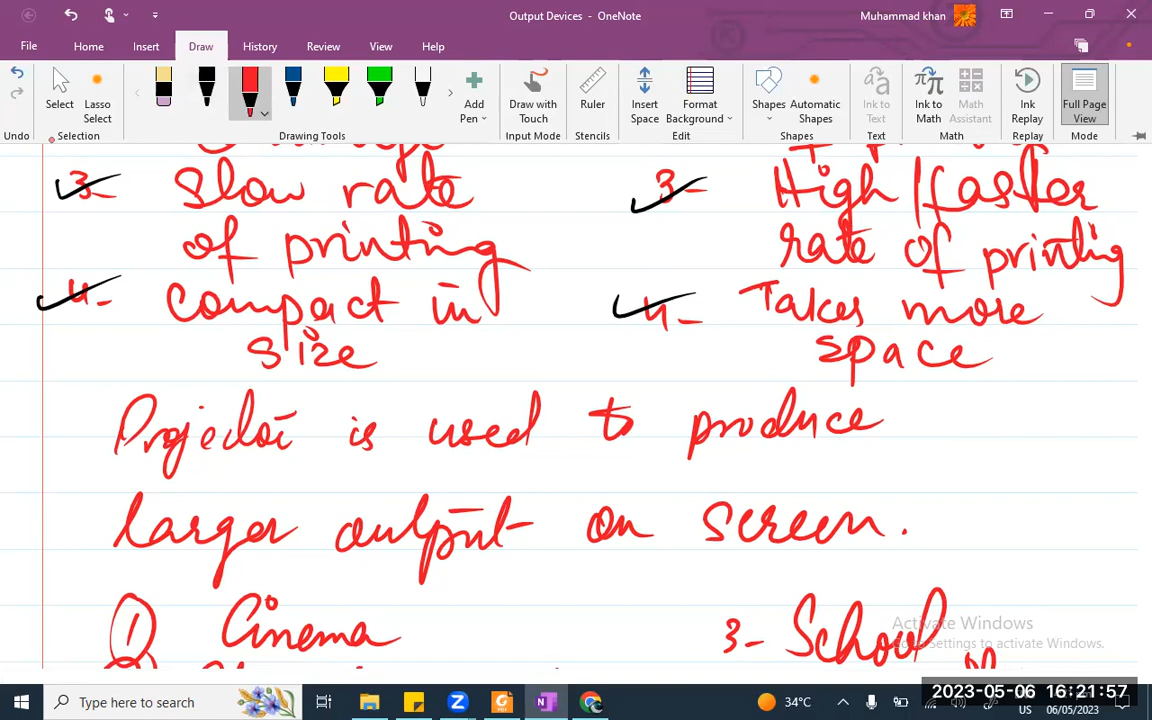 Output Devices - OneNote
Muhammad khan
File Home Insert Draw History Review View Help
Undo
Select
Lasso Select
Add Pen
Draw with Touch
Ruler
Insert Space
Format Background
Shapes
Automatic Shapes
Ink to Text
Ink to Math
Math Assistant
Ink Replay
Full Page View
Selection
Drawing Tools
Input Mode
Stencils
Edit
Shapes
Text
Math
Replay
Mode
3- Slow rate
of printing
4- compact in
size
3- High/faster
rate of printing
4- Takes more
space
Projector is used to produce
larger output on screen.
① Cinema
3- School
Activate Windows
Go to Settings to activate Windows.
Type here to search
34°C
2023-05-06 16:21:57
US
06/05/2023